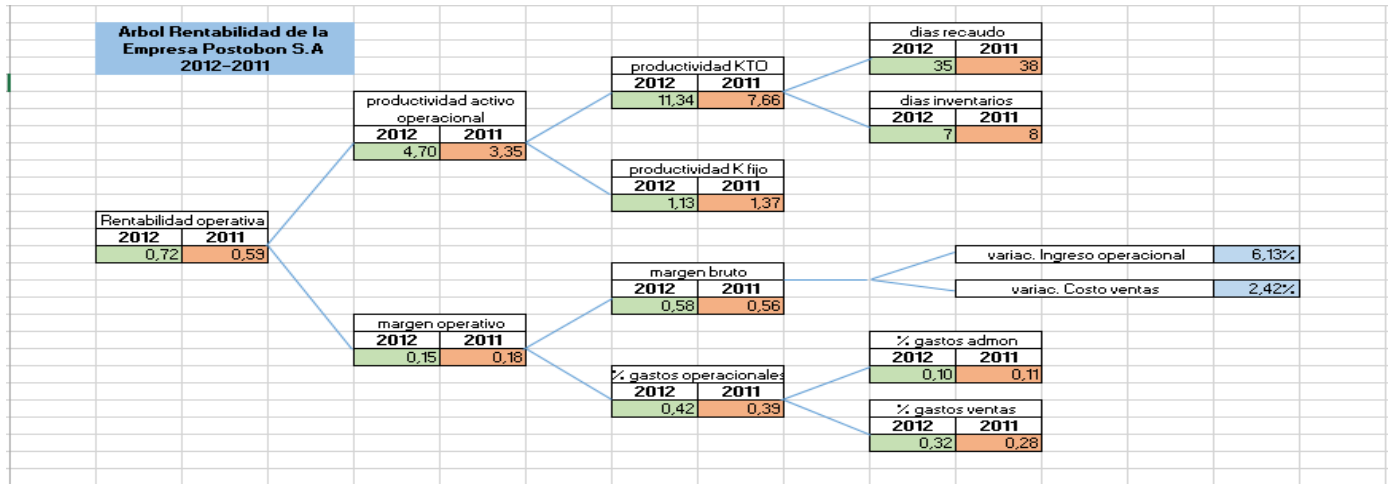 Arbol Rentabilidad de la
Empresa Postobon S.A
2012-2011
Rentabilidad operativa
2012 2011
0,72 0,59
productividad activo
operacional
2012 2011
4,70 3,35
margen operativo
2012 2011
0,15 0,18
productividad KTO
2012 2011
11,34 7,66
productividad K fijo
2012 2011
1,13 1,37
margen bruto
2012 2011
0,58 0,56
% gastos operacionales
2012 2011
0,42 0,39
dias recaudo
2012 2011
35 38
dias inventarios
2012 2011
7 8
variac. Ingreso operacional 6,13%
variac. Costo ventas 2,42%
% gastos admon
2012 2011
0,10 0,11
% gastos ventas
2012 2011
0,32 0,28